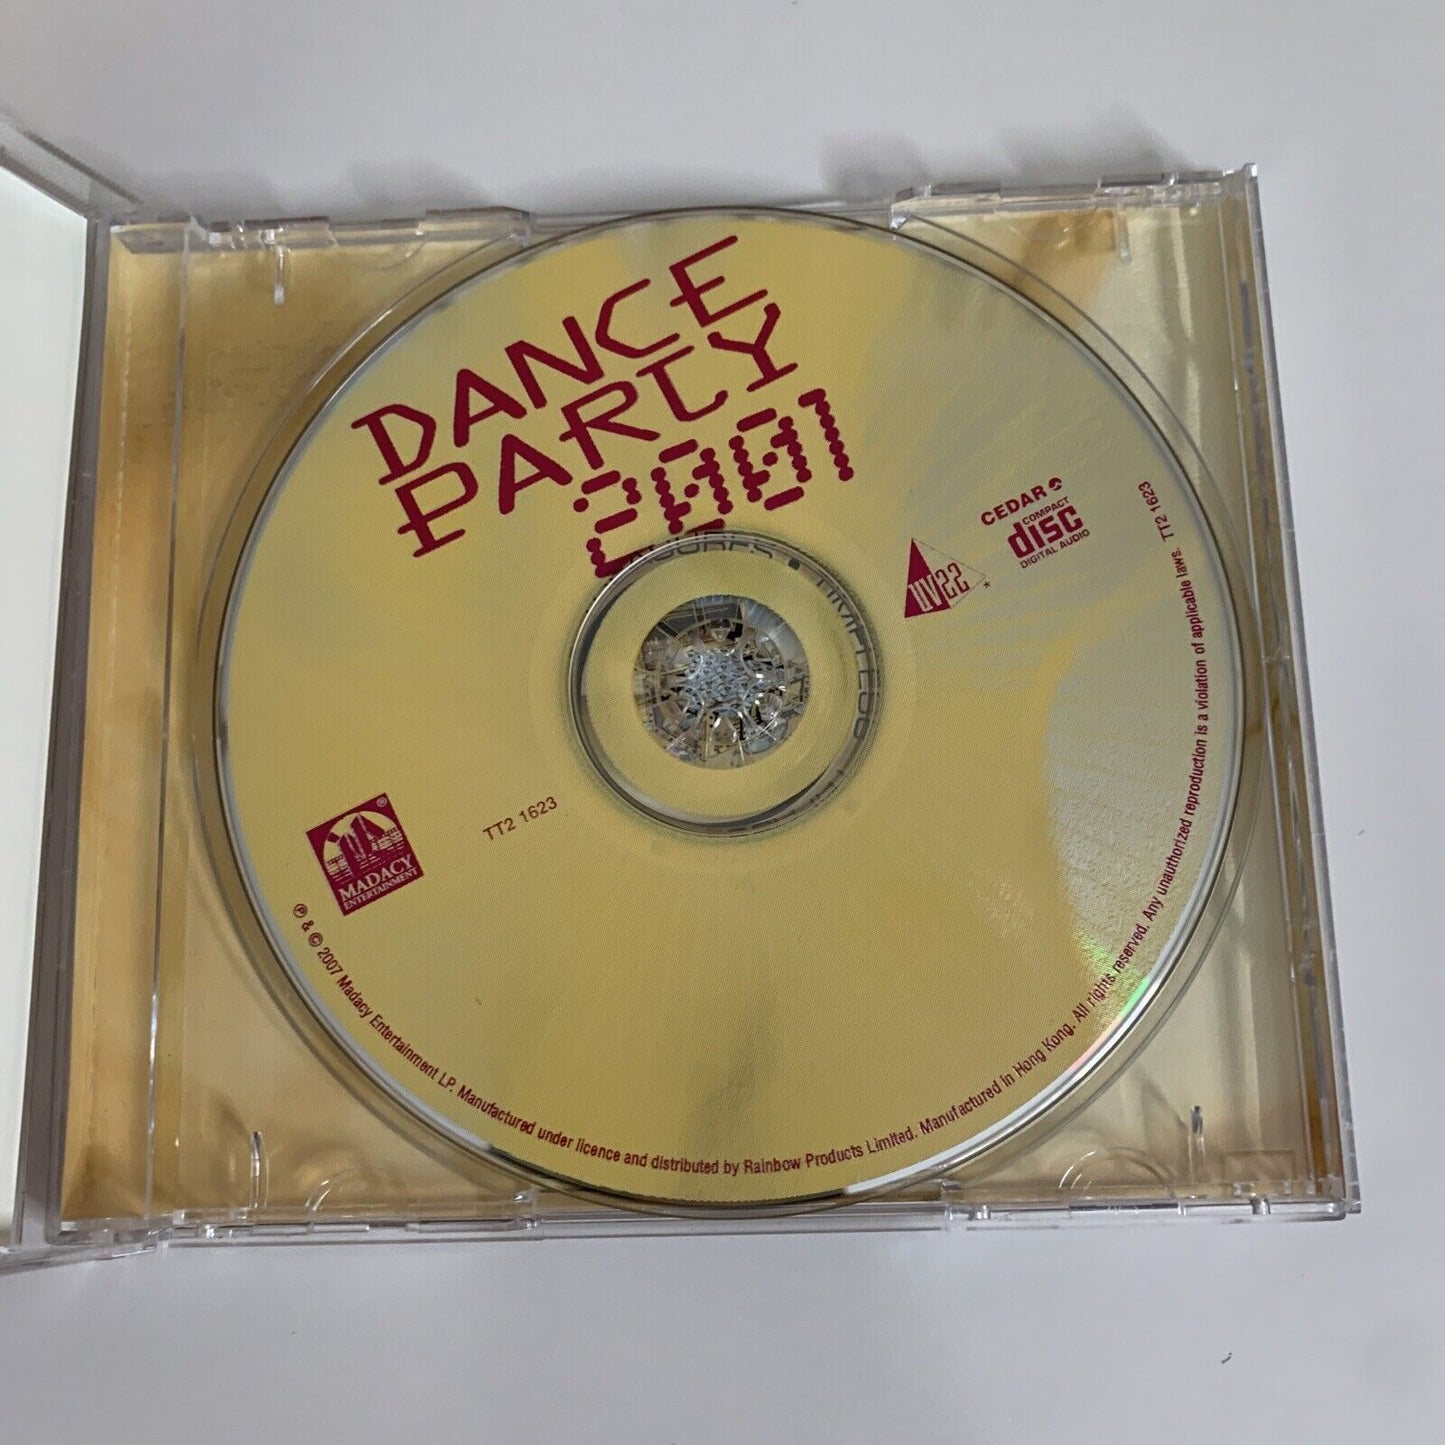 DANCE
PARTY
2001
CEDAR
COMPACT
disc
DIGITAL AUDIO
UV22 *
TT2 1623
®
MADACY
ENTERTAINMENT
℗ & © 2007 Madacy Entertainment LP. Manufactured under licence and distributed by Rainbow Products Limited. Manufactured in Hong Kong. All rights reserved. Any unauthorized reproduction is a violation of applicable laws. TT2 1623